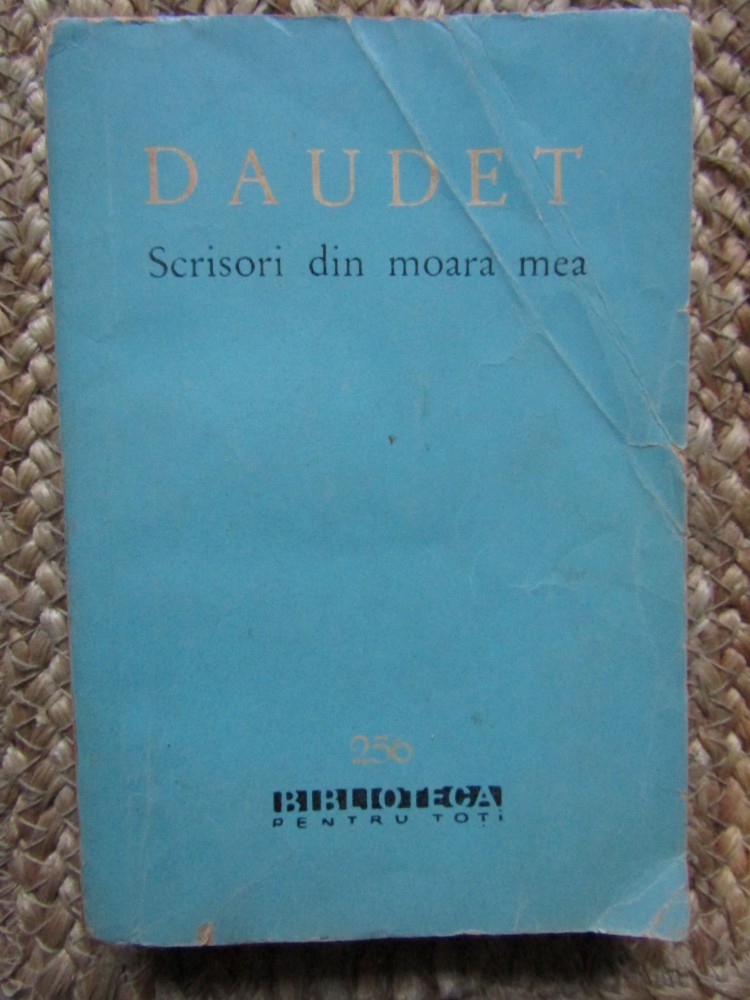 DAUDET
Scrisori din moara mea
256
BIBLIOTECA
PENTRU TOȚI